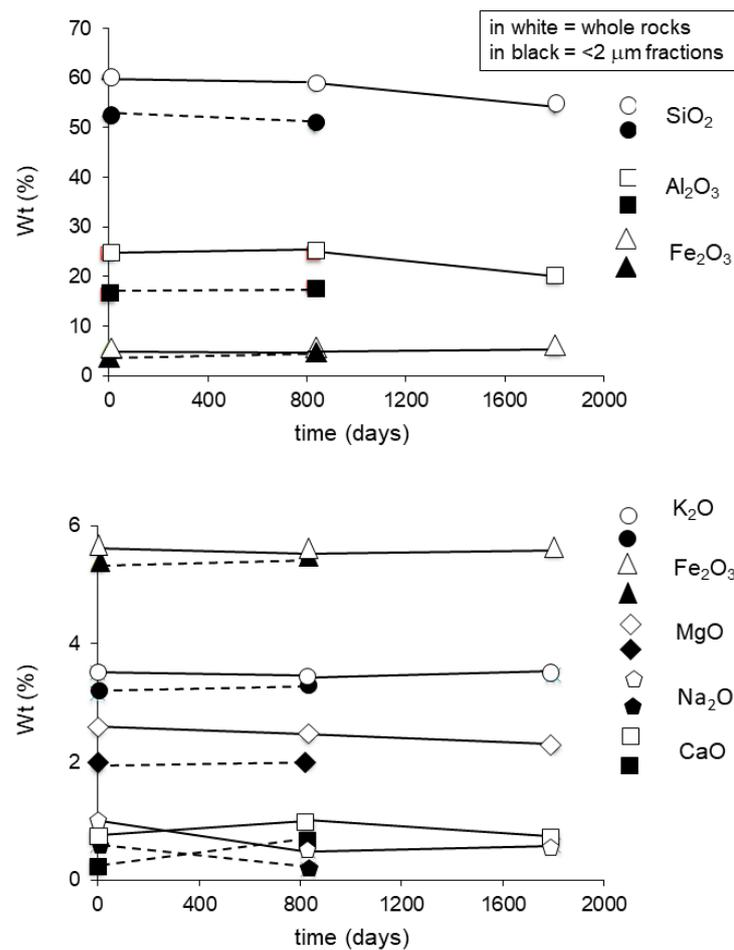 in white = whole rocks
in black = <2 μm fractions
70
60
50
40
30
20
10
0
Wt (%)
0 400 800 1200 1600 2000
time (days)
SiO₂
Al₂O₃
Fe₂O₃
6
4
2
0
Wt (%)
0 400 800 1200 1600 2000
time (days)
K₂O
Fe₂O₃
MgO
Na₂O
CaO